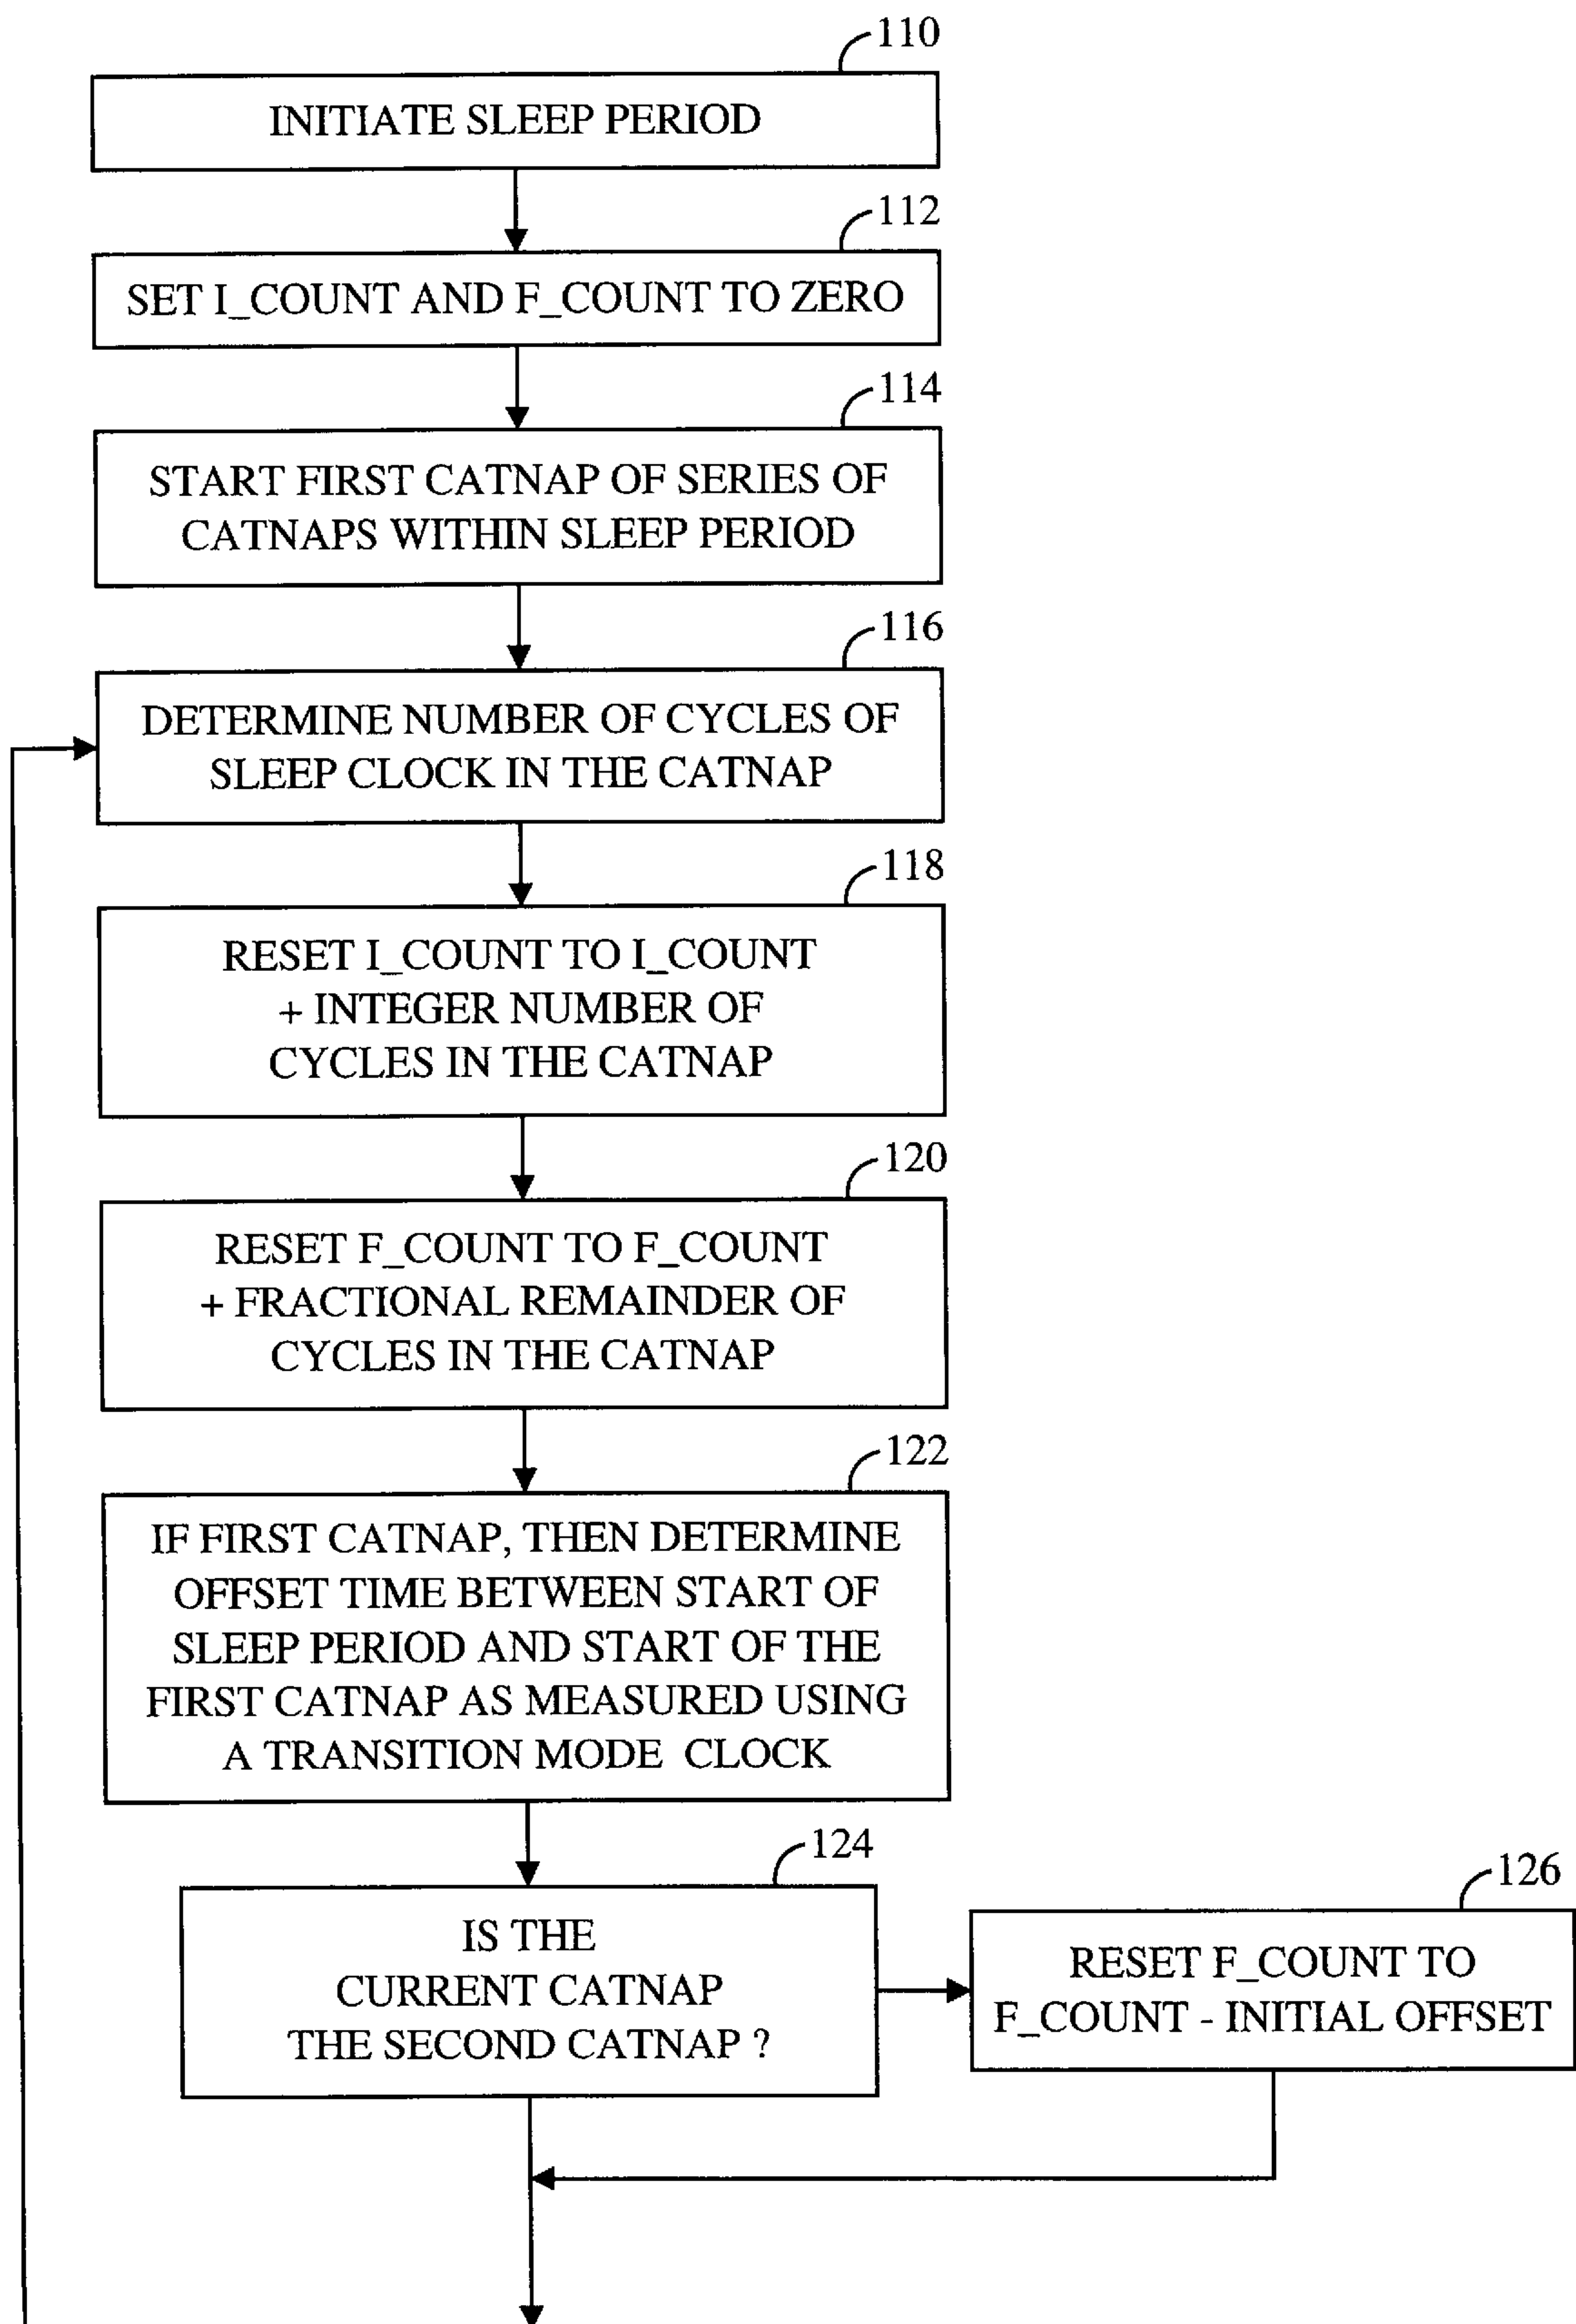 110
INITIATE SLEEP PERIOD
112
SET I_COUNT AND F_COUNT TO ZERO
114
START FIRST CATNAP OF SERIES OF
CATNAPS WITHIN SLEEP PERIOD
116
DETERMINE NUMBER OF CYCLES OF
SLEEP CLOCK IN THE CATNAP
118
RESET I_COUNT TO I_COUNT
+ INTEGER NUMBER OF
CYCLES IN THE CATNAP
120
RESET F_COUNT TO F_COUNT
+ FRACTIONAL REMAINDER OF
CYCLES IN THE CATNAP
122
IF FIRST CATNAP, THEN DETERMINE
OFFSET TIME BETWEEN START OF
SLEEP PERIOD AND START OF THE
FIRST CATNAP AS MEASURED USING
A TRANSITION MODE CLOCK
124
IS THE
CURRENT CATNAP
THE SECOND CATNAP ?
126
RESET F_COUNT TO
F_COUNT - INITIAL OFFSET